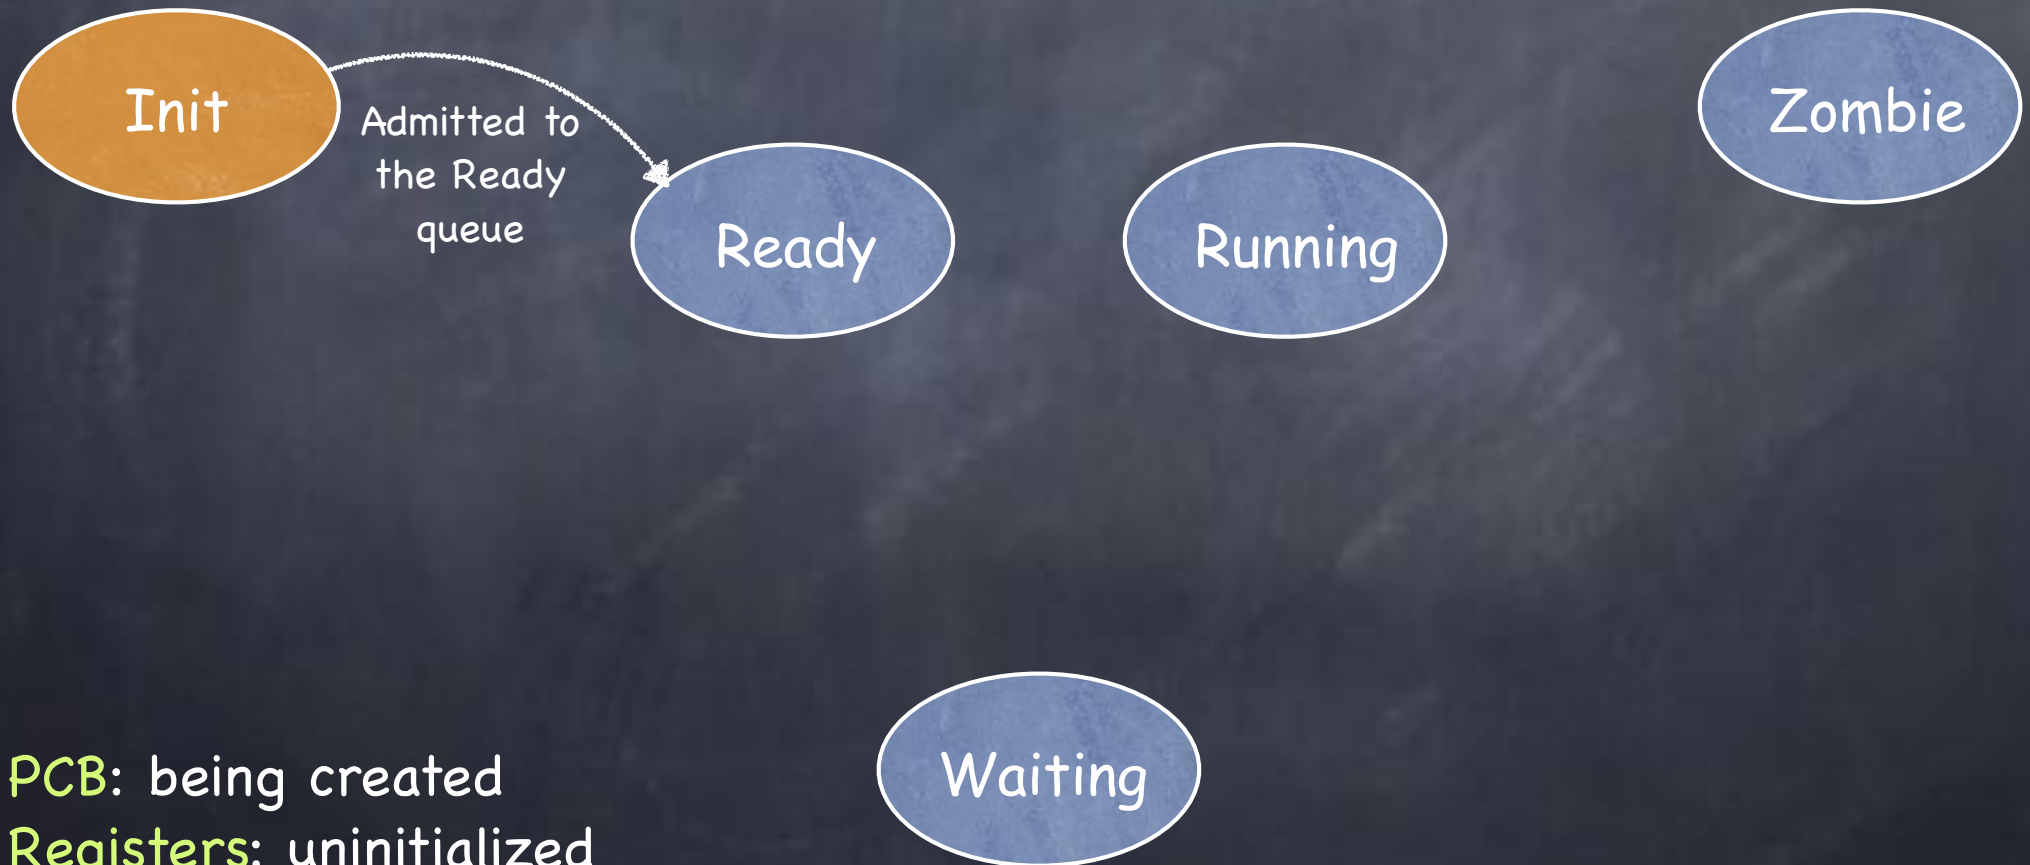 Init
Admitted to
the Ready
queue
Ready
Running
Zombie
Waiting
PCB: being created
Registers: uninitialized